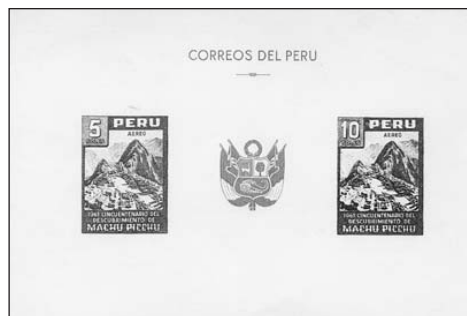 CORREOS DEL PERU
5
PERU
AEREO
1961 CINCUENTENARIO DEL
DESCUBRIMIENTO DE
MACHU PICCHU
10
PERU
AEREO
1961 CINCUENTENARIO DEL
DESCUBRIMIENTO DE
MACHU PICCHU